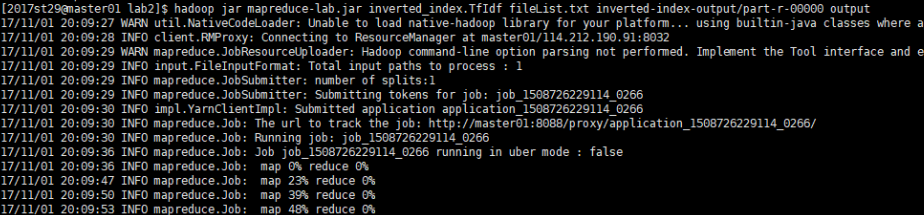 [2017st29@master01 lab2]$ hadoop jar mapreduce-lab.jar inverted_index.TfIdf fileList.txt inverted-index-output/part-r-00000 output
17/11/01 20:09:27 WARN util.NativeCodeLoader: Unable to load native-hadoop library for your platform... using builtin-java classes where a
17/11/01 20:09:28 INFO client.RMProxy: Connecting to ResourceManager at master01/114.212.190.91:8032
17/11/01 20:09:29 WARN mapreduce.JobResourceUploader: Hadoop command-line option parsing not performed. Implement the Tool interface and e
17/11/01 20:09:29 INFO input.FileInputFormat: Total input paths to process : 1
17/11/01 20:09:29 INFO mapreduce.JobSubmitter: number of splits:1
17/11/01 20:09:29 INFO mapreduce.JobSubmitter: Submitting tokens for job: job_1508726229114_0266
17/11/01 20:09:30 INFO impl.YarnClientImpl: Submitted application application_1508726229114_0266
17/11/01 20:09:30 INFO mapreduce.Job: The url to track the job: http://master01:8088/proxy/application_1508726229114_0266/
17/11/01 20:09:30 INFO mapreduce.Job: Running job: job_1508726229114_0266
17/11/01 20:09:36 INFO mapreduce.Job: Job job_1508726229114_0266 running in uber mode : false
17/11/01 20:09:36 INFO mapreduce.Job:  map 0% reduce 0%
17/11/01 20:09:47 INFO mapreduce.Job:  map 23% reduce 0%
17/11/01 20:09:50 INFO mapreduce.Job:  map 39% reduce 0%
17/11/01 20:09:53 INFO mapreduce.Job:  map 48% reduce 0%